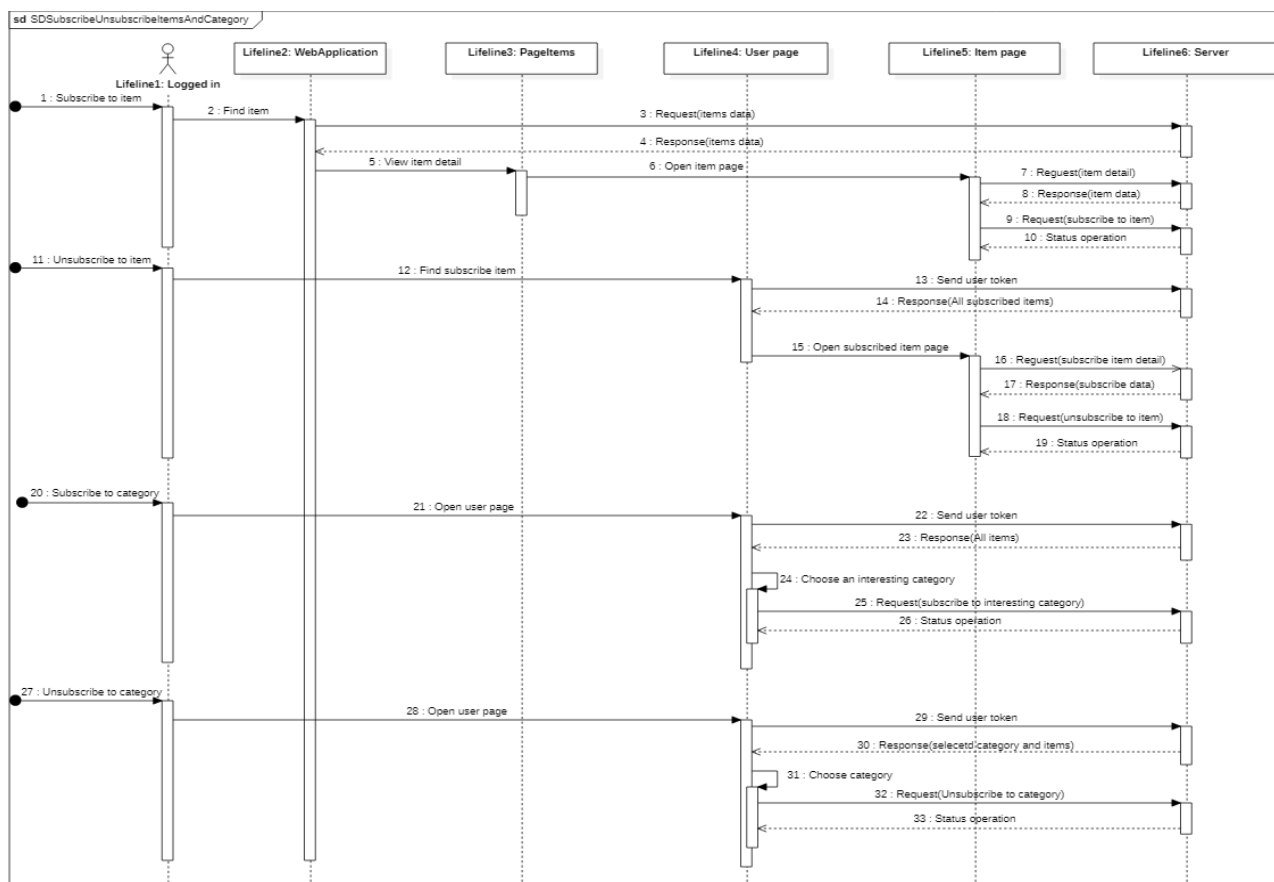 sd SDSubscribeUnsubscribeItemsAndCategory
Lifeline1: Logged in
Lifeline2: WebApplication
Lifeline3: PageItems
Lifeline4: User page
Lifeline5: Item page
Lifeline6: Server
1 : Subscribe to item
2 : Find item
3 : Request(items data)
4 : Response(items data)
5 : View item detail
6 : Open item page
7 : Reguest(item detail)
8 : Response(item data)
9 : Request(subscribe to item)
10 : Status operation
11 : Unsubscribe to item
12 : Find subscribe item
13 : Send user token
14 : Response(All subscribed items)
15 : Open subscribed item page
16 : Reguest(subscribe item detail)
17 : Response(subscribe data)
18 : Request(unsubscribe to item)
19 : Status operation
20 : Subscribe to category
21 : Open user page
22 : Send user token
23 : Response(All items)
24 : Choose an interesting category
25 : Request(subscribe to interesting category)
26 : Status operation
27 : Unsubscribe to category
28 : Open user page
29 : Send user token
30 : Response(selecetd category and items)
31 : Choose category
32 : Request(Unsubscribe to category)
33 : Status operation